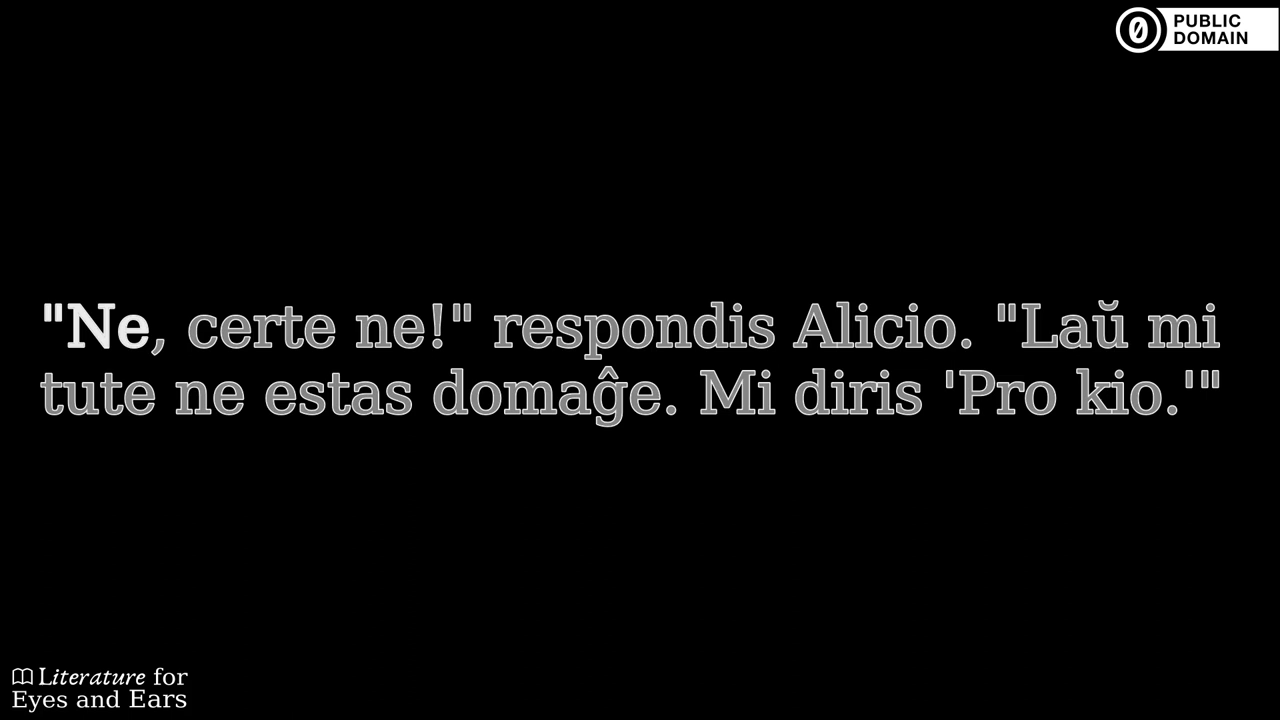 PUBLIC
DOMAIN
"Ne, certe ne!" respondis Alicio. "Laŭ mi
tute ne estas domaĝe. Mi diris 'Pro kio.'"
Literature for
Eyes and Ears